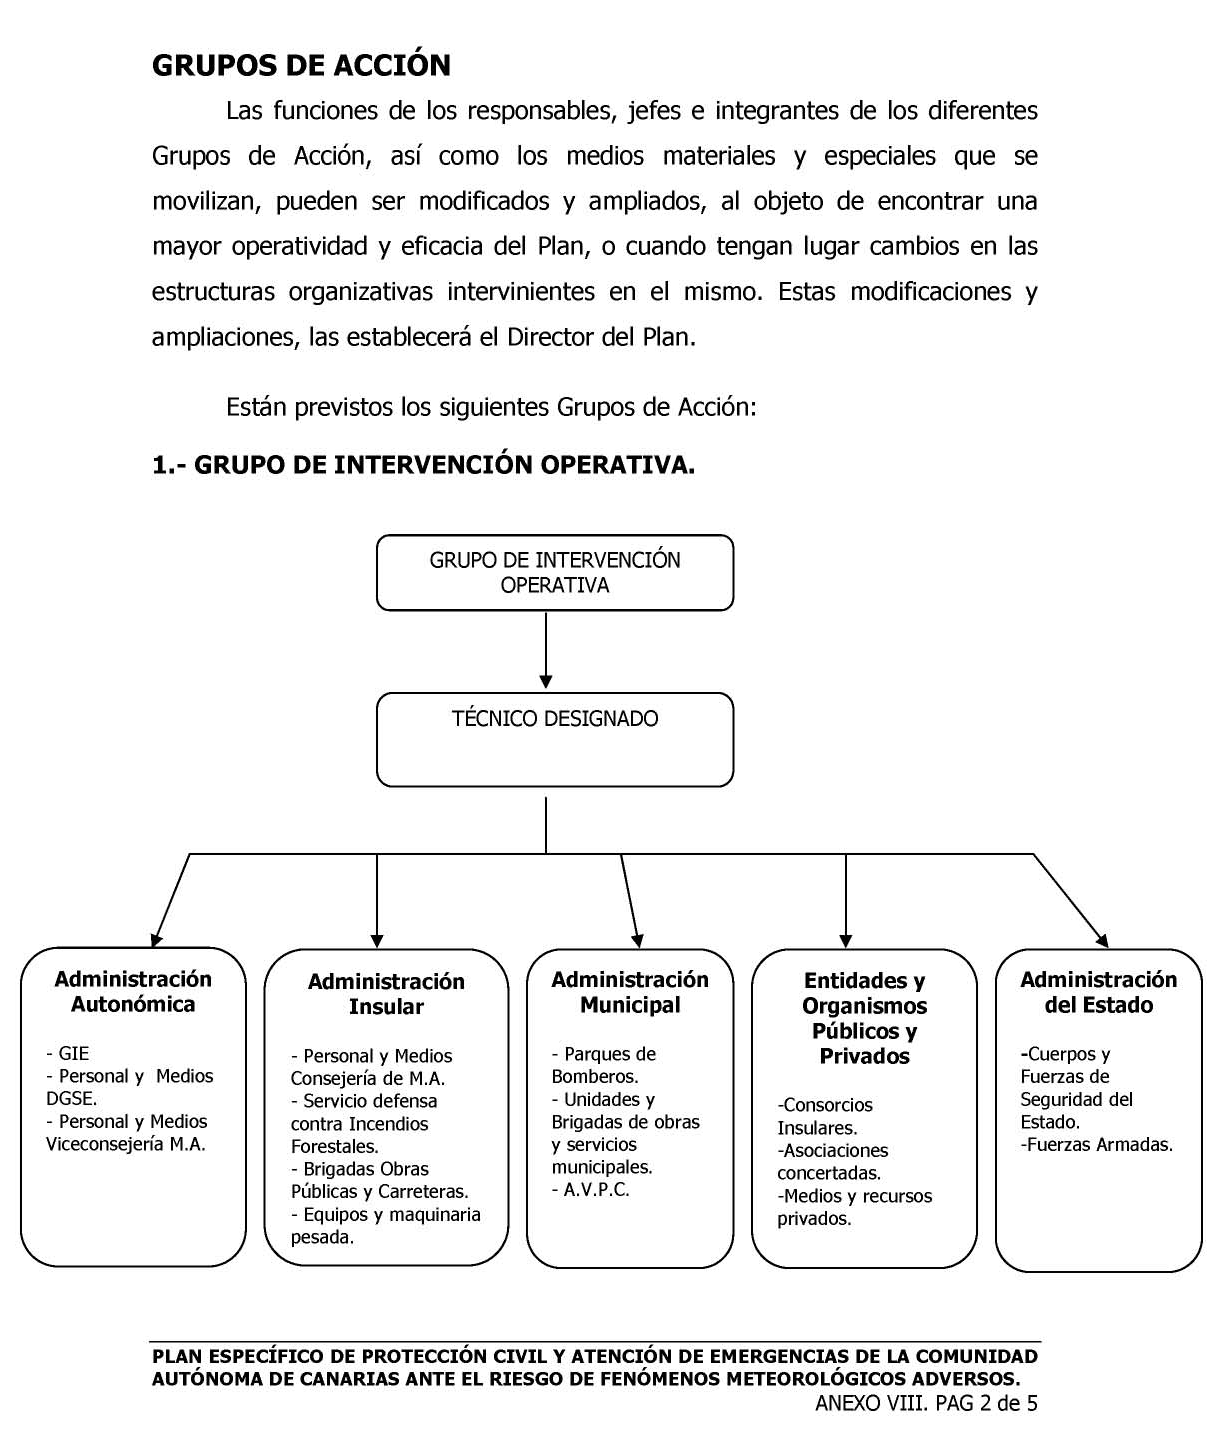 GRUPOS DE ACCIÓN
Las funciones de los responsables, jefes e integrantes de los diferentes
Grupos de Acción, así como los medios materiales y especiales que se
movilizan, pueden ser modificados y ampliados, al objeto de encontrar una
mayor operatividad y eficacia del Plan, o cuando tengan lugar cambios en las
estructuras organizativas intervinientes en el mismo. Estas modificaciones y
ampliaciones, las establecerá el Director del Plan.
Están previstos los siguientes Grupos de Acción:
1.- GRUPO DE INTERVENCIÓN OPERATIVA.
GRUPO DE INTERVENCIÓN
OPERATIVA
TÉCNICO DESIGNADO
Administración
Autonómica
- GIE
- Personal y Medios
DGSE.
- Personal y Medios
Viceconsejería M.A.
Administración
Insular
- Personal y Medios
Consejería de M.A.
- Servicio defensa
contra Incendios
Forestales.
- Brigadas Obras
Públicas y Carreteras.
- Equipos y maquinaria
pesada.
Administración
Municipal
- Parques de
Bomberos.
- Unidades y
Brigadas de obras
y servicios
municipales.
- A.V.P.C.
Entidades y
Organismos
Públicos y
Privados
-Consorcios
Insulares.
-Asociaciones
concertadas.
-Medios y recursos
privados.
Administración
del Estado
-Cuerpos y
Fuerzas de
Seguridad del
Estado.
-Fuerzas Armadas.
PLAN ESPECÍFICO DE PROTECCIÓN CIVIL Y ATENCIÓN DE EMERGENCIAS DE LA COMUNIDAD
AUTÓNOMA DE CANARIAS ANTE EL RIESGO DE FENÓMENOS METEOROLÓGICOS ADVERSOS.
ANEXO VIII. PAG 2 de 5